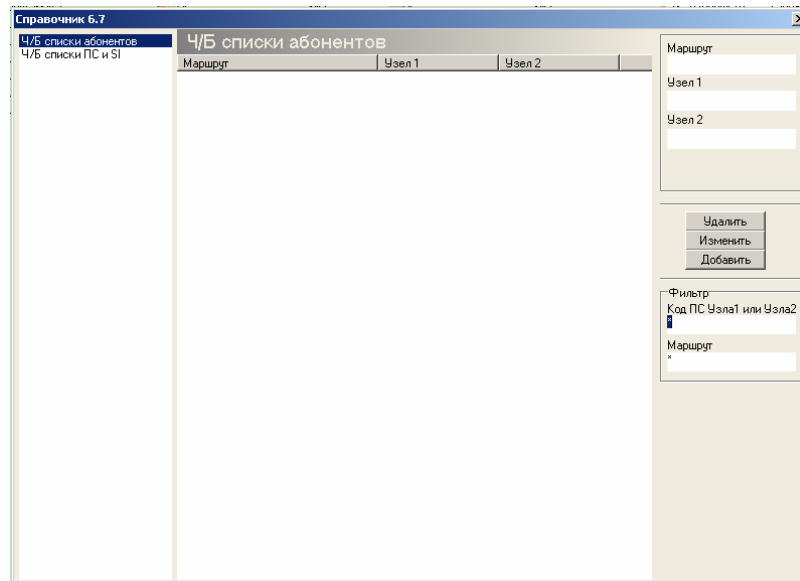 Справочник 6.7
Ч/Б списки абонентов
Ч/Б списки ПС и SI
Ч/Б списки абонентов
Маршрут Узел 1 Узел 2
Маршрут
Узел 1
Узел 2
Удалить
Изменить
Добавить
Фильтр
Код ПС Узла1 или Узла2
*
Маршрут
*